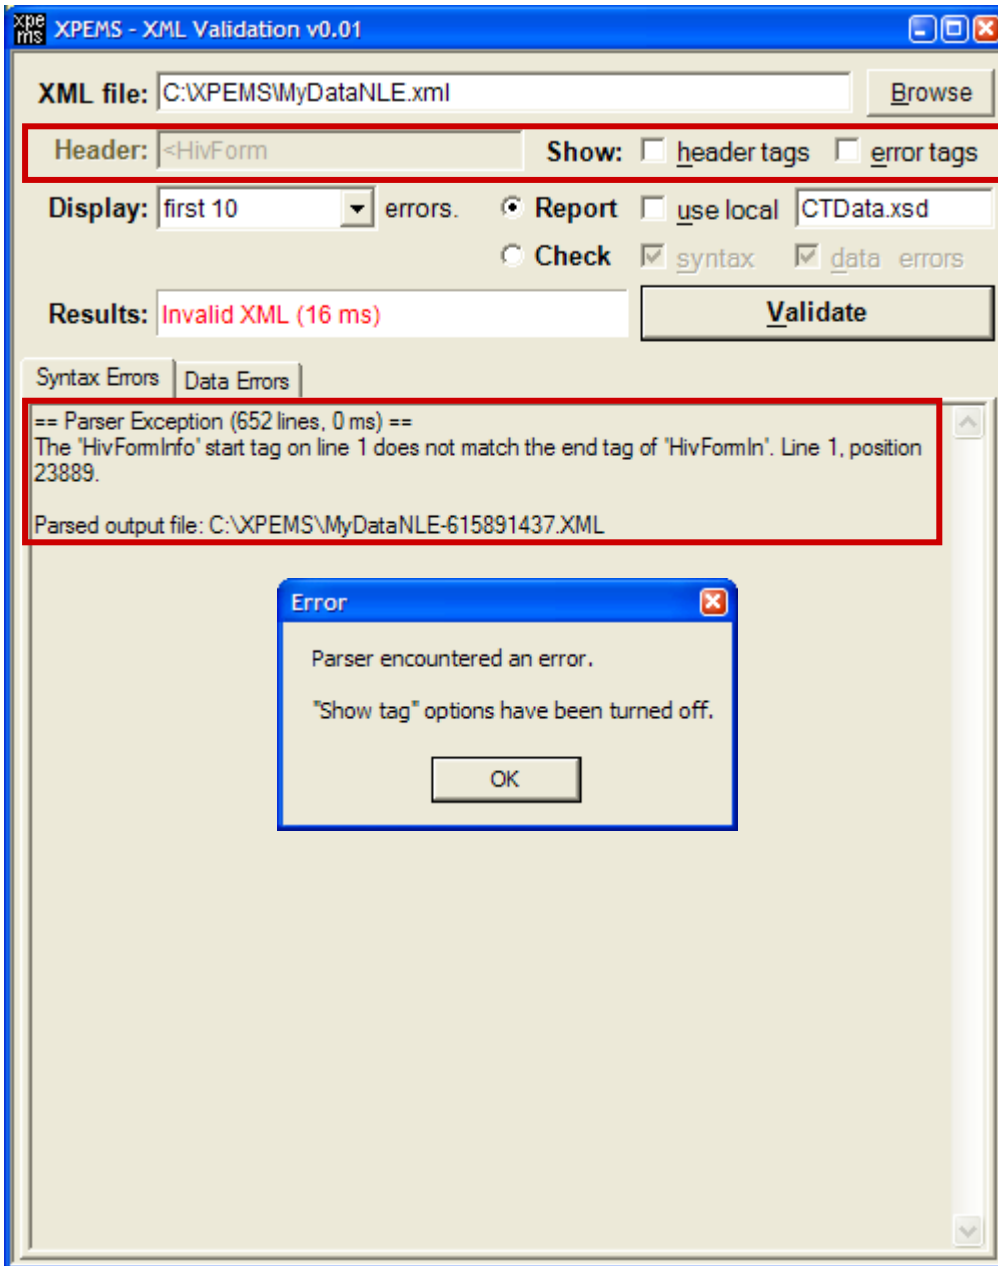 xpe
ms XPEMS - XML Validation v0.01
XML file: C:\XPEMS\MyDataNLE.xml Browse
Header: <HivForm Show: header tags error tags
Display: first 10 errors. Report use local CTData.xsd
Check syntax data errors
Results: Invalid XML (16 ms) Validate
Syntax Errors Data Errors
== Parser Exception (652 lines, 0 ms) ==
The 'HivFormInfo' start tag on line 1 does not match the end tag of 'HivFormIn'. Line 1, position
23889.
Parsed output file: C:\XPEMS\MyDataNLE-615891437.XML
Error
Parser encountered an error.
"Show tag" options have been turned off.
OK